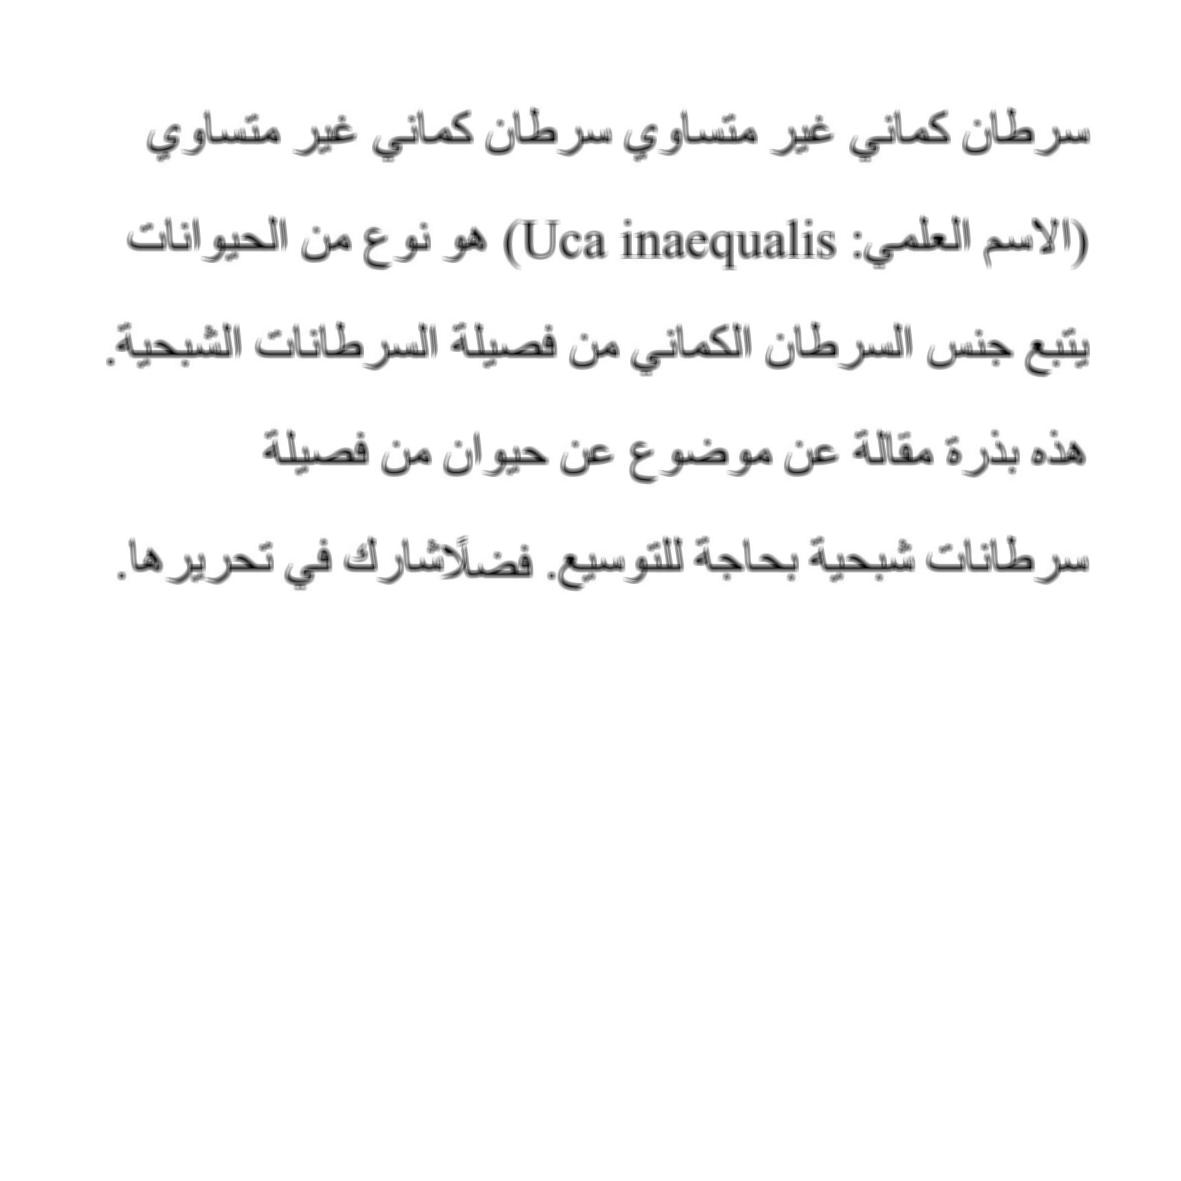 سرطان كماني غير متساوي سرطان كماني غير متساوي
(الاسم العلمي: Uca inaequalis) هو نوع من الحيوانات
يتبع جنس السرطان الكماني من فصيلة السرطانات الشبحية.
هذه بذرة مقالة عن موضوع عن حيوان من فصيلة
سرطانات شبحية بحاجة للتوسيع. فضلًاشارك في تحريرها.